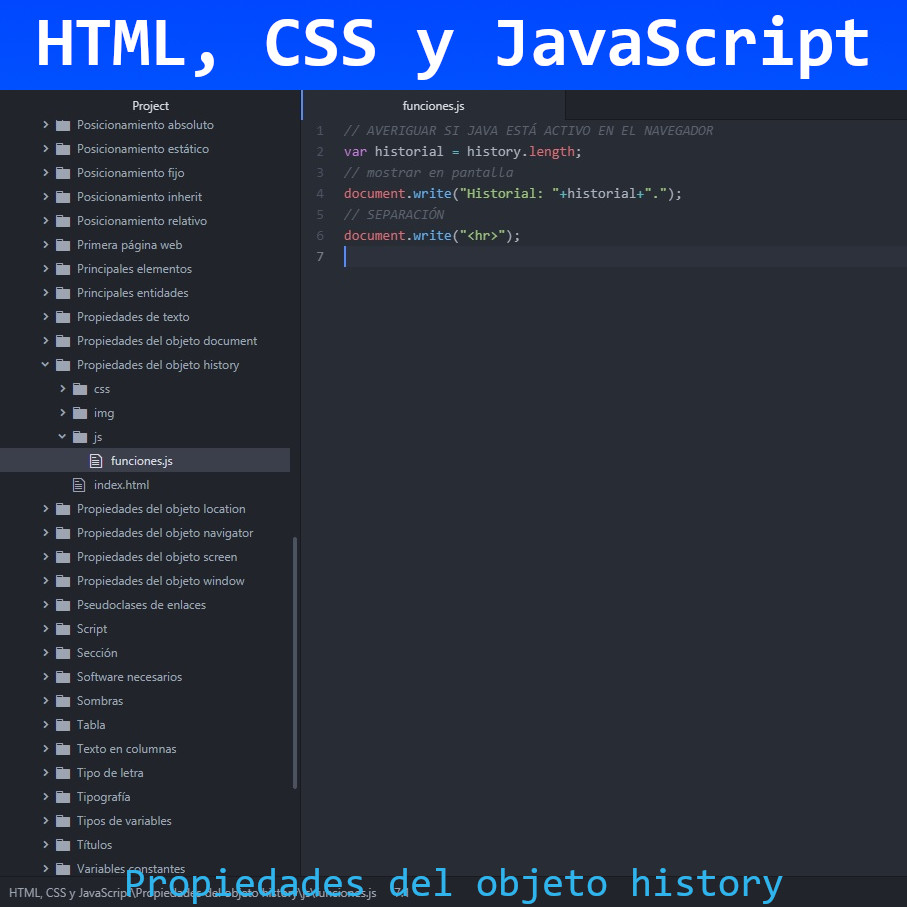 HTML, CSS y JavaScript
Project
Posicionamiento absoluto
Posicionamiento estático
Posicionamiento fijo
Posicionamiento inherit
Posicionamiento relativo
Primera página web
Principales elementos
Principales entidades
Propiedades de texto
Propiedades del objeto document
Propiedades del objeto history
css
img
js
funciones.js
index.html
Propiedades del objeto location
Propiedades del objeto navigator
Propiedades del objeto screen
Propiedades del objeto window
Pseudoclases de enlaces
Script
Sección
Software necesarios
Sombras
Tabla
Texto en columnas
Tipo de letra
Tipografía
Tipos de variables
Títulos
Variables constantes
funciones.js
1 // AVERIGUAR SI JAVA ESTÁ ACTIVO EN EL NAVEGADOR
2 var historial = history.length;
3 // mostrar en pantalla
4 document.write("Historial: "+historial+".");
5 // SEPARACIÓN
6 document.write("<hr>");
7
HTML, CSS y JavaScript\Propiedades del objeto history\js\funciones.js 7:1
Propiedades del objeto history